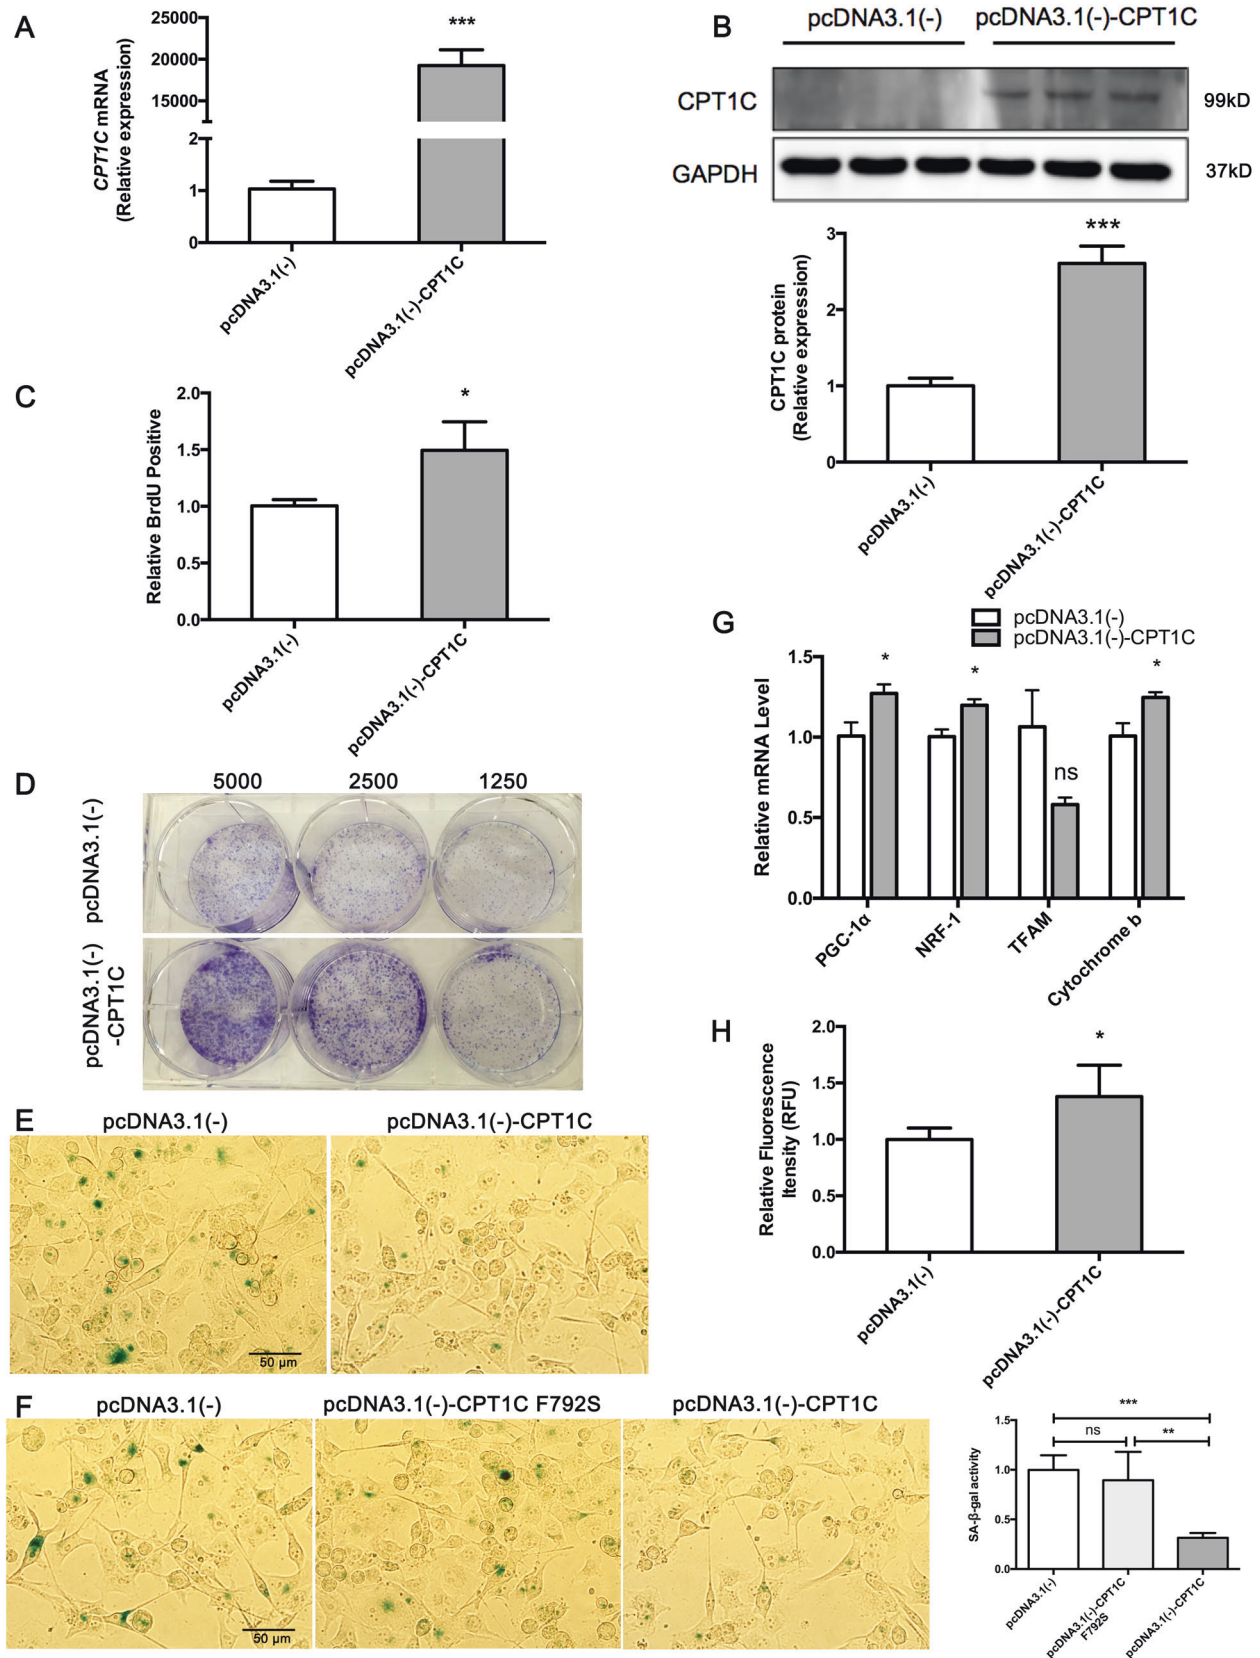 A
CPT1C mRNA
(Relative expression)
25000
20000
15000
2
1
0
***
pcDNA3.1(-)
pcDNA3.1(-)-CPT1C
B
pcDNA3.1(-)
pcDNA3.1(-)-CPT1C
CPT1C
99kD
GAPDH
37kD
CPT1C protein
(Relative expression)
3
2
1
0
***
pcDNA3.1(-)
pcDNA3.1(-)-CPT1C
C
Relative BrdU Positive
2.0
1.5
1.0
0.5
0.0
*
pcDNA3.1(-)
pcDNA3.1(-)-CPT1C
D
5000
2500
1250
pcDNA3.1(-)
pcDNA3.1(-)
-CPT1C
E
pcDNA3.1(-)
pcDNA3.1(-)-CPT1C
50 μm
F
pcDNA3.1(-)
pcDNA3.1(-)-CPT1C F792S
pcDNA3.1(-)-CPT1C
50 μm
SA-β-gal activity
1.5
1.0
0.5
0.0
***
ns
**
pcDNA3.1(-)
pcDNA3.1(-)-CPT1C
F792S
pcDNA3.1(-)-CPT1C
G
pcDNA3.1(-)
pcDNA3.1(-)-CPT1C
Relative mRNA Level
1.5
1.0
0.5
0.0
*
*
ns
*
PGC-1α
NRF-1
TFAM
Cytochrome b
H
Relative Fluorescence
Itensity (RFU)
2.0
1.5
1.0
0.5
0.0
*
pcDNA3.1(-)
pcDNA3.1(-)-CPT1C